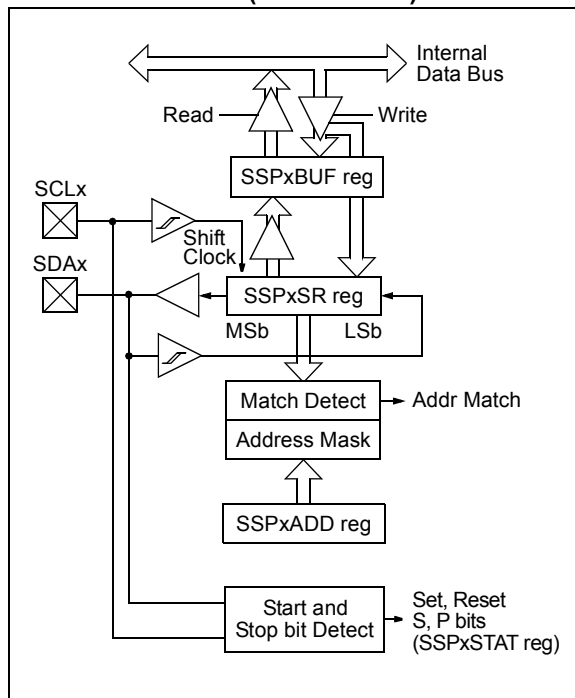 Internal
Data Bus
Read
Write
SSPxBUF reg
SCLx
Shift
Clock
SDAx
SSPxSR reg
MSb
LSb
Match Detect
Addr Match
Address Mask
SSPxADD reg
Start and
Stop bit Detect
Set, Reset
S, P bits
(SSPxSTAT reg)